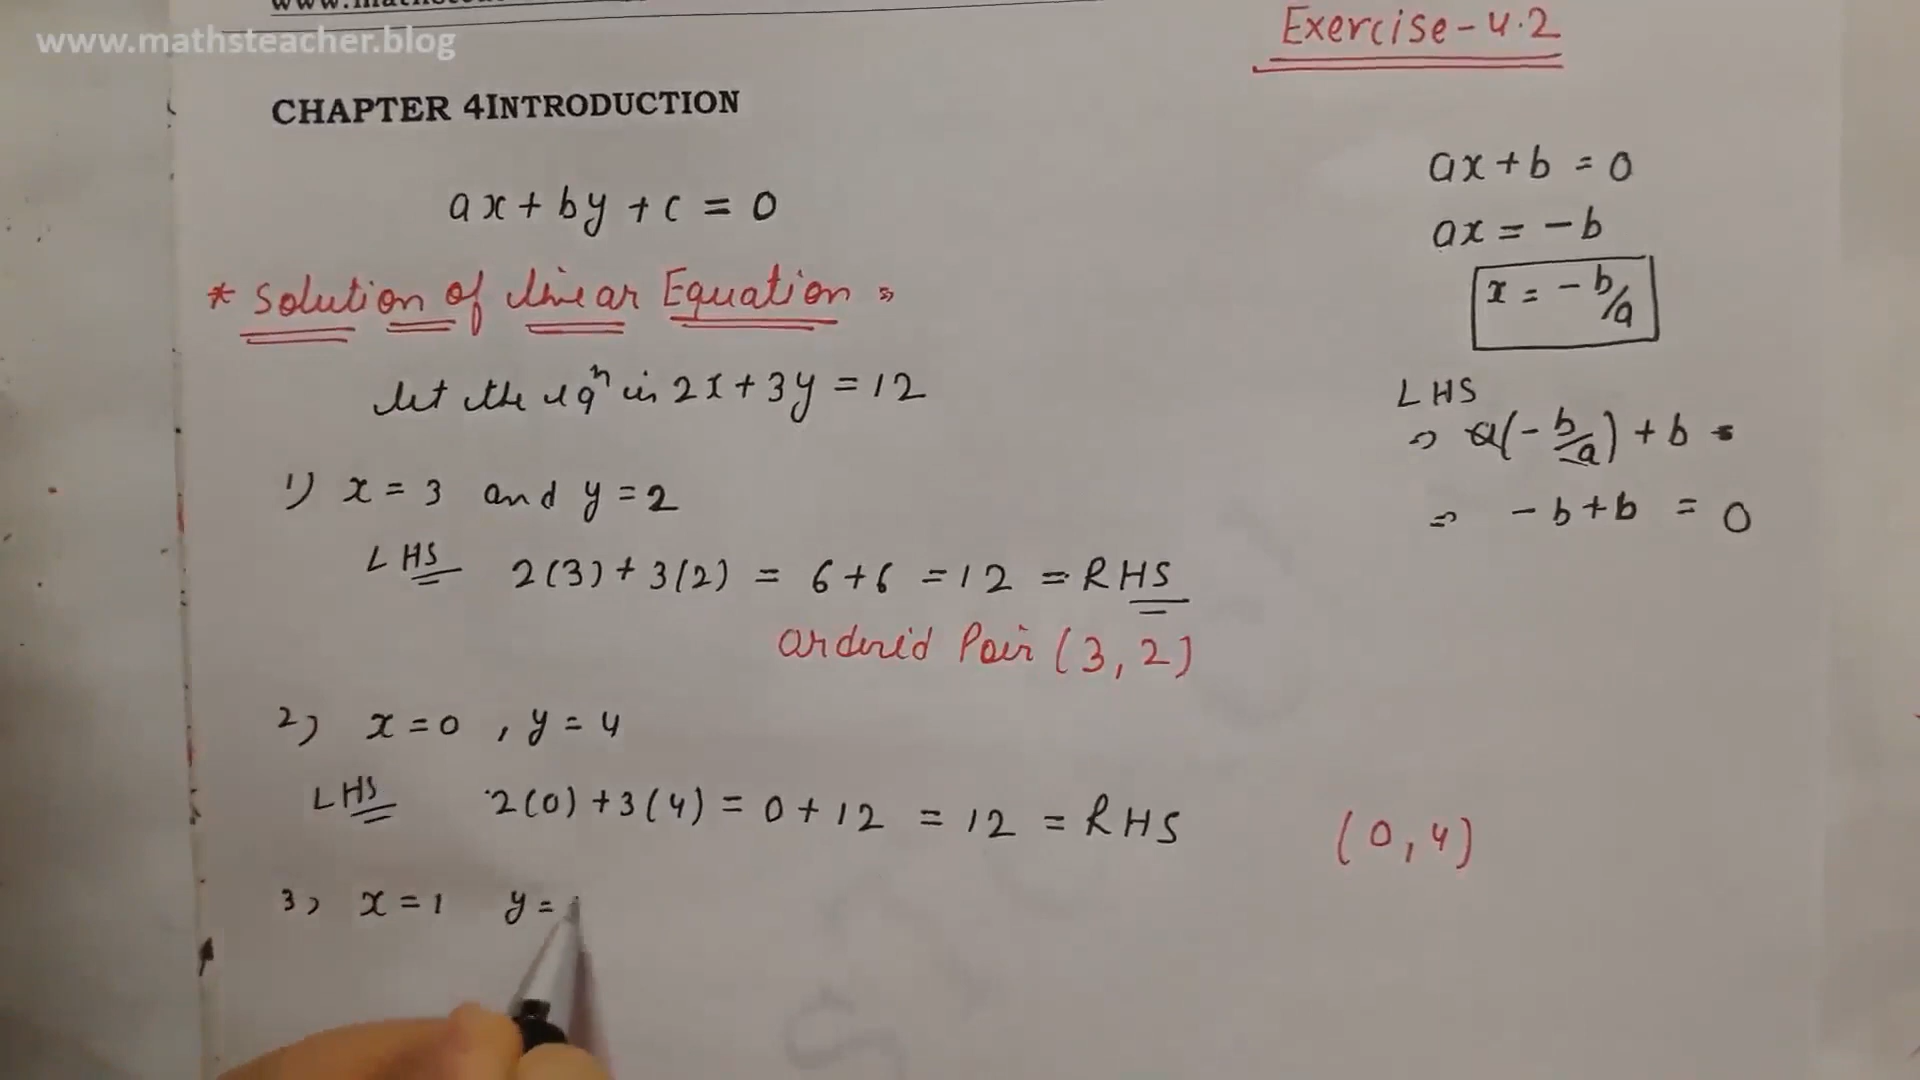 www.mathsteacher.blog
Exercise-4.2
CHAPTER 4INTRODUCTION
ax+by+c=0
* Solution of linear Equation ⇒
let the eqⁿ is 2x+3y=12
1) x=3 and y=2
LHS 2(3)+3(2) = 6+6 =12 =RHS
ordered Pair (3,2)
2) x=0 , y=4
LHS 2(0)+3(4)=0+12 = 12 =RHS (0,4)
3) x=1 y=
ax+b=0
ax=-b
x=-b/a
LHS
⇒ a(-b/a)+b =
⇒ -b+b = 0